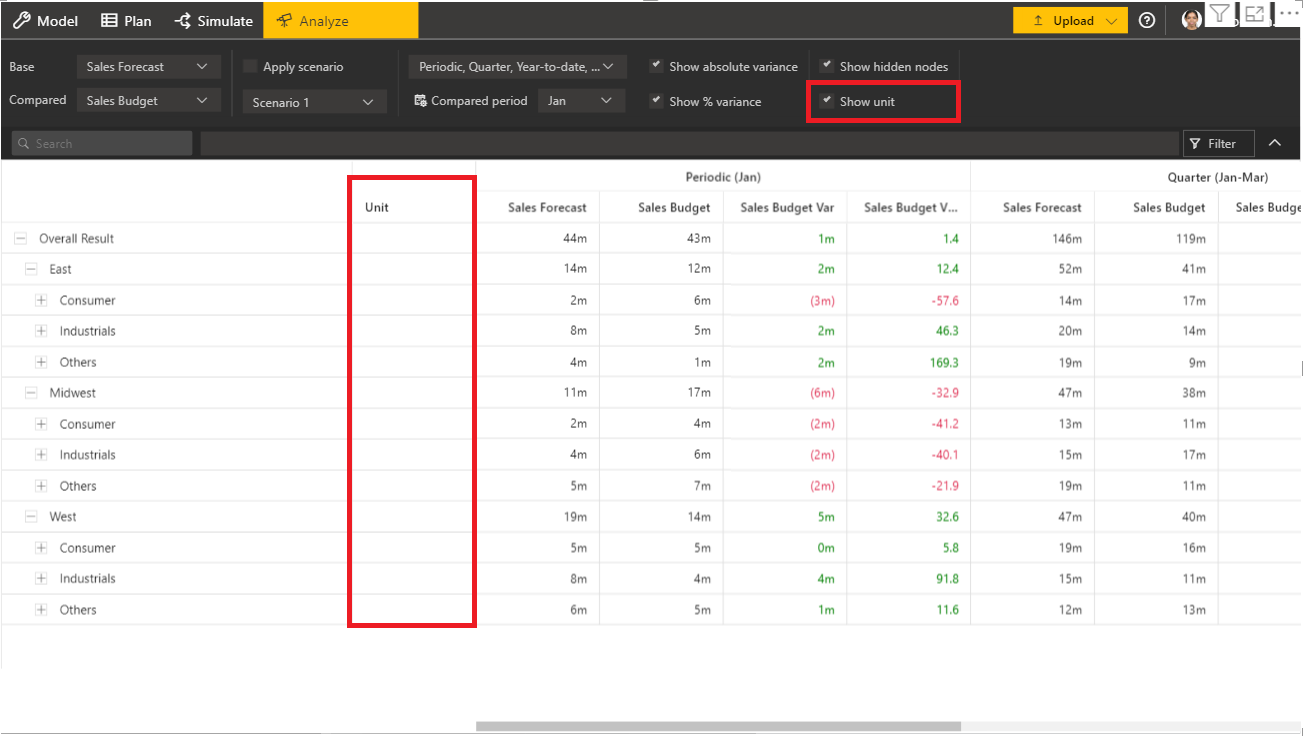 Model Plan Simulate Analyze Upload
Base Sales Forecast Apply scenario Periodic, Quarter, Year-to-date, ... Show absolute variance Show hidden nodes
Compared Sales Budget Scenario 1 Compared period Jan Show % variance Show unit
Search Filter
Periodic (Jan) Quarter (Jan-Mar)
Unit Sales Forecast Sales Budget Sales Budget Var Sales Budget V... Sales Forecast Sales Budget Sales Budge
Overall Result 44m 43m 1m 1.4 146m 119m
East 14m 12m 2m 12.4 52m 41m
Consumer 2m 6m (3m) -57.6 14m 17m
Industrials 8m 5m 2m 46.3 20m 14m
Others 4m 1m 2m 169.3 19m 9m
Midwest 11m 17m (6m) -32.9 47m 38m
Consumer 2m 4m (2m) -41.2 13m 11m
Industrials 4m 6m (2m) -40.1 15m 17m
Others 5m 7m (2m) -21.9 19m 11m
West 19m 14m 5m 32.6 47m 40m
Consumer 5m 5m 0m 5.8 19m 16m
Industrials 8m 4m 4m 91.8 15m 11m
Others 6m 5m 1m 11.6 12m 13m